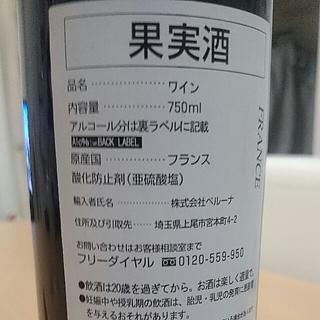 果実酒
品名 ワイン
内容量 750ml
アルコール分は裏ラベルに記載
Alc% BACK LABEL
原産国 フランス
酸化防止剤（亜硫酸塩）
輸入者氏名 株式会社ベルーナ
住所及び引取先 埼玉県上尾市宮本町4-2
お問い合わせはお客様相談室まで
フリーダイヤル 0120-559-950
●飲酒は20歳を過ぎてから。お酒は楽しく適量で。
●妊娠中や授乳期の飲酒は、胎児・乳児の発育に悪影響
を与えるおそれがあります。
FRANCE